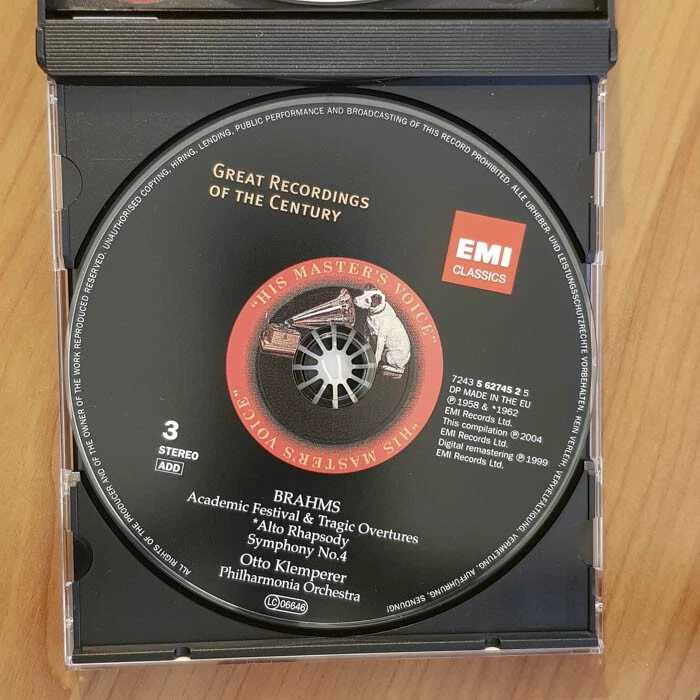 ALL RIGHTS OF THE PRODUCER AND OF THE OWNER OF THE WORK REPRODUCED RESERVED. UNAUTHORISED COPYING, HIRING, LENDING, PUBLIC PERFORMANCE AND BROADCASTING OF THIS RECORD PROHIBITED. ALLE URHEBER- UND LEISTUNGSSCHUTZRECHTE VORBEHALTEN. KEIN VERLEIH, VERVIELFÄLTIGUNG, VERMIETUNG, AUFFÜHRUNG, SENDUNG!
GREAT RECORDINGS
OF THE CENTURY
EMI
CLASSICS
"HIS MASTER'S VOICE"
"HIS MASTER'S VOICE"
7243 5 62745 2 5
DP MADE IN THE EU
℗ 1958 & *1962
EMI Records Ltd.
This compilation ℗ 2004
EMI Records Ltd.
Digital remastering ℗ 1999
EMI Records Ltd.
3
STEREO
ADD
BRAHMS
Academic Festival & Tragic Overtures
*Alto Rhapsody
Symphony No.4
Otto Klemperer
Philharmonia Orchestra
LC 06646